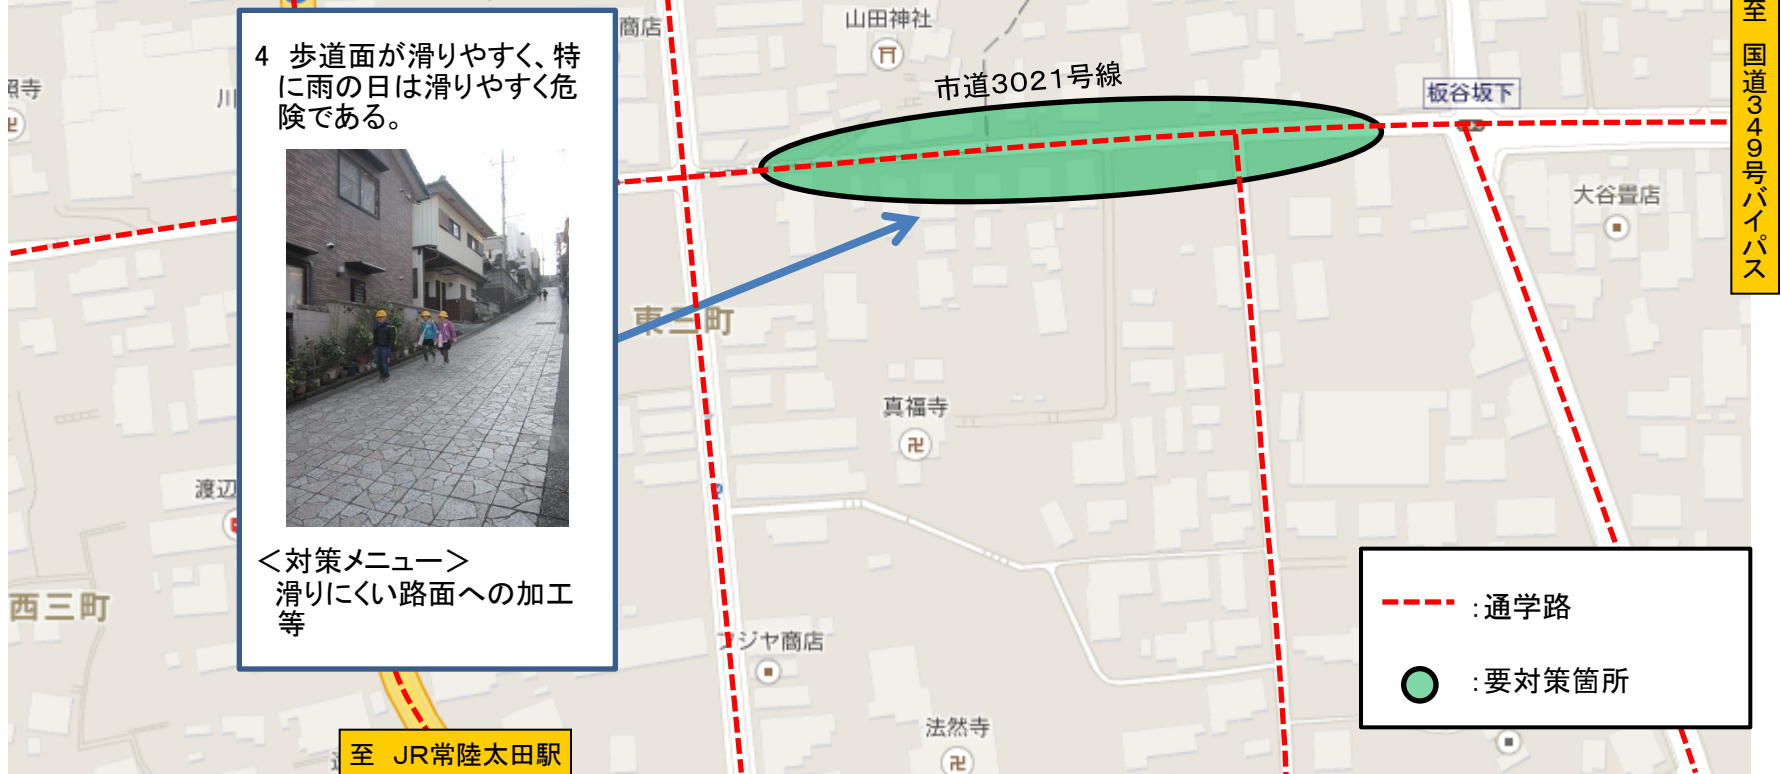 4 歩道面が滑りやすく、特
に雨の日は滑りやすく危
険である。
＜対策メニュー＞
滑りにくい路面への加工
等
商店
山田神社
市道3021号線
板谷坂下
至 国道349号バイパス
照寺
川
大谷畳店
東三町
真福寺
渡辺
西三町
フジヤ商店
法然寺
至 JR常陸太田駅
：通学路
：要対策箇所